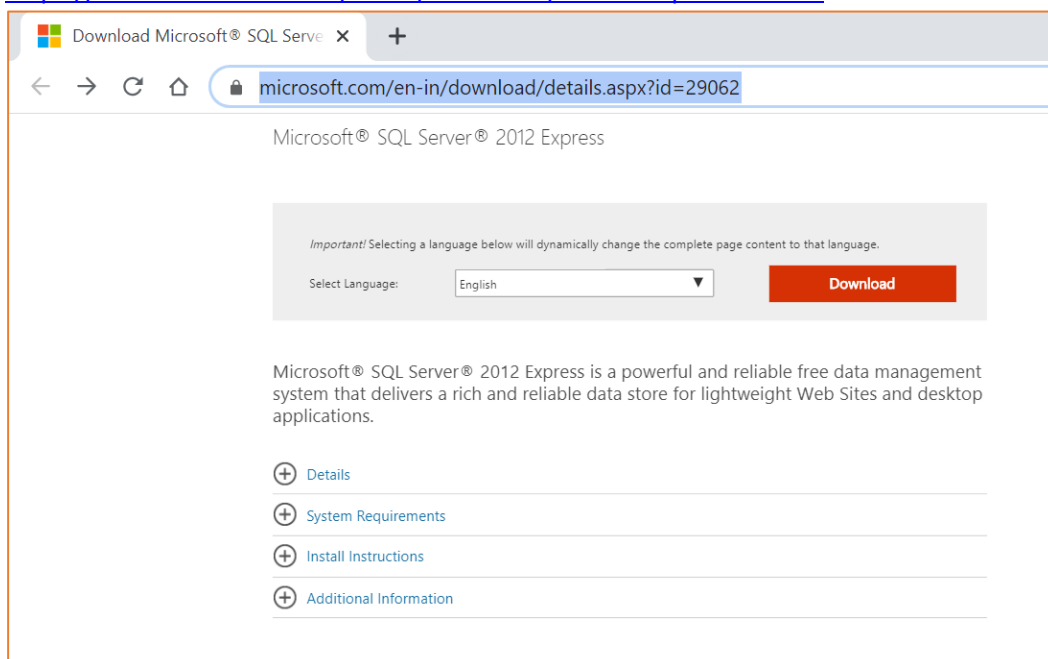 Download Microsoft® SQL Serve
microsoft.com/en-in/download/details.aspx?id=29062
Microsoft® SQL Server® 2012 Express
Important! Selecting a language below will dynamically change the complete page content to that language.
Select Language: English Download
Microsoft® SQL Server® 2012 Express is a powerful and reliable free data management
system that delivers a rich and reliable data store for lightweight Web Sites and desktop
applications.
Details
System Requirements
Install Instructions
Additional Information